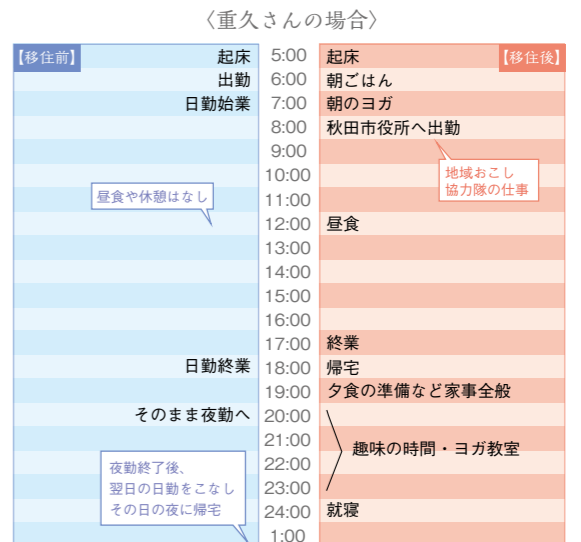 〈重久さんの場合〉
【移住前】 起床 5:00 起床 【移住後】
出勤 6:00 朝ごはん
日勤始業 7:00 朝のヨガ
8:00 秋田市役所へ出勤
9:00
10:00 地域おこし
協力隊の仕事
昼食や休憩はなし 11:00
12:00 昼食
13:00
14:00
15:00
16:00
17:00 終業
日勤終業 18:00 帰宅
19:00 夕食の準備など家事全般
そのまま夜勤へ 20:00
21:00 趣味の時間・ヨガ教室
夜勤終了後、 22:00
翌日の日勤をこなし 23:00
その日の夜に帰宅 24:00 就寝
1:00